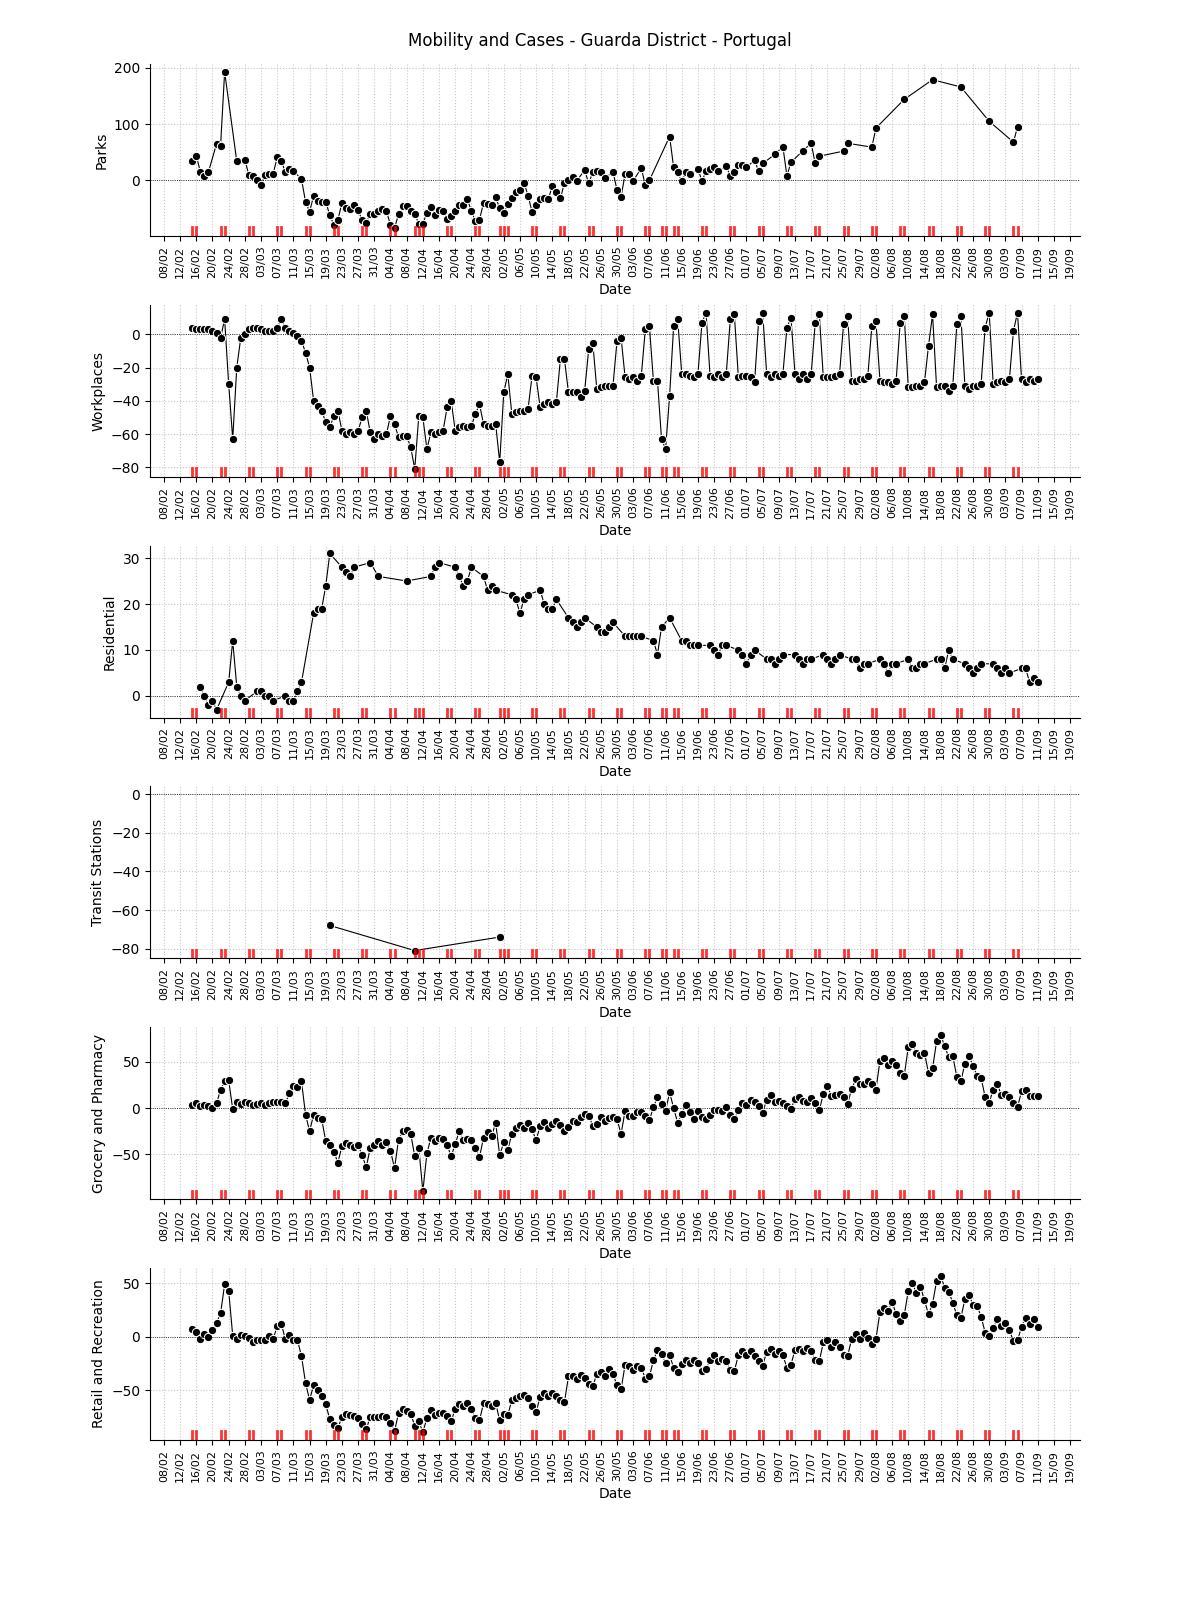 Mobility and Cases - Guarda District - Portugal
200
100
0
Parks
08/02 12/02 16/02 20/02 24/02 28/02 03/03 07/03 11/03 15/03 19/03 23/03 27/03 31/03 04/04 08/04 12/04 16/04 20/04 24/04 28/04 02/05 06/05 10/05 14/05 18/05 22/05 26/05 30/05 03/06 07/06 11/06 15/06 19/06 23/06 27/06 01/07 05/07 09/07 13/07 17/07 21/07 25/07 29/07 02/08 06/08 10/08 14/08 18/08 22/08 26/08 30/08 03/09 07/09 11/09 15/09 19/09
Date
0
−20
−40
−60
−80
Workplaces
08/02 12/02 16/02 20/02 24/02 28/02 03/03 07/03 11/03 15/03 19/03 23/03 27/03 31/03 04/04 08/04 12/04 16/04 20/04 24/04 28/04 02/05 06/05 10/05 14/05 18/05 22/05 26/05 30/05 03/06 07/06 11/06 15/06 19/06 23/06 27/06 01/07 05/07 09/07 13/07 17/07 21/07 25/07 29/07 02/08 06/08 10/08 14/08 18/08 22/08 26/08 30/08 03/09 07/09 11/09 15/09 19/09
Date
30
20
10
0
Residential
08/02 12/02 16/02 20/02 24/02 28/02 03/03 07/03 11/03 15/03 19/03 23/03 27/03 31/03 04/04 08/04 12/04 16/04 20/04 24/04 28/04 02/05 06/05 10/05 14/05 18/05 22/05 26/05 30/05 03/06 07/06 11/06 15/06 19/06 23/06 27/06 01/07 05/07 09/07 13/07 17/07 21/07 25/07 29/07 02/08 06/08 10/08 14/08 18/08 22/08 26/08 30/08 03/09 07/09 11/09 15/09 19/09
Date
0
−20
−40
−60
−80
Transit Stations
08/02 12/02 16/02 20/02 24/02 28/02 03/03 07/03 11/03 15/03 19/03 23/03 27/03 31/03 04/04 08/04 12/04 16/04 20/04 24/04 28/04 02/05 06/05 10/05 14/05 18/05 22/05 26/05 30/05 03/06 07/06 11/06 15/06 19/06 23/06 27/06 01/07 05/07 09/07 13/07 17/07 21/07 25/07 29/07 02/08 06/08 10/08 14/08 18/08 22/08 26/08 30/08 03/09 07/09 11/09 15/09 19/09
Date
50
0
−50
Grocery and Pharmacy
08/02 12/02 16/02 20/02 24/02 28/02 03/03 07/03 11/03 15/03 19/03 23/03 27/03 31/03 04/04 08/04 12/04 16/04 20/04 24/04 28/04 02/05 06/05 10/05 14/05 18/05 22/05 26/05 30/05 03/06 07/06 11/06 15/06 19/06 23/06 27/06 01/07 05/07 09/07 13/07 17/07 21/07 25/07 29/07 02/08 06/08 10/08 14/08 18/08 22/08 26/08 30/08 03/09 07/09 11/09 15/09 19/09
Date
50
0
−50
Retail and Recreation
08/02 12/02 16/02 20/02 24/02 28/02 03/03 07/03 11/03 15/03 19/03 23/03 27/03 31/03 04/04 08/04 12/04 16/04 20/04 24/04 28/04 02/05 06/05 10/05 14/05 18/05 22/05 26/05 30/05 03/06 07/06 11/06 15/06 19/06 23/06 27/06 01/07 05/07 09/07 13/07 17/07 21/07 25/07 29/07 02/08 06/08 10/08 14/08 18/08 22/08 26/08 30/08 03/09 07/09 11/09 15/09 19/09
Date